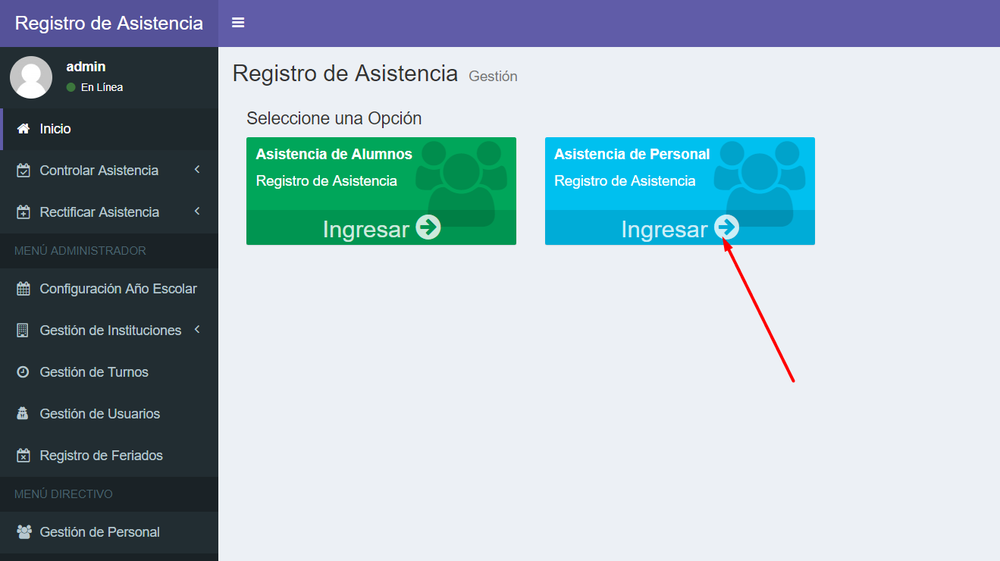 Registro de Asistencia
admin
En Línea
Inicio
Controlar Asistencia
Rectificar Asistencia
MENÚ ADMINISTRADOR
Configuración Año Escolar
Gestión de Instituciones
Gestión de Turnos
Gestión de Usuarios
Registro de Feriados
MENÚ DIRECTIVO
Gestión de Personal
Registro de Asistencia Gestión
Seleccione una Opción
Asistencia de Alumnos
Registro de Asistencia
Ingresar
Asistencia de Personal
Registro de Asistencia
Ingresar